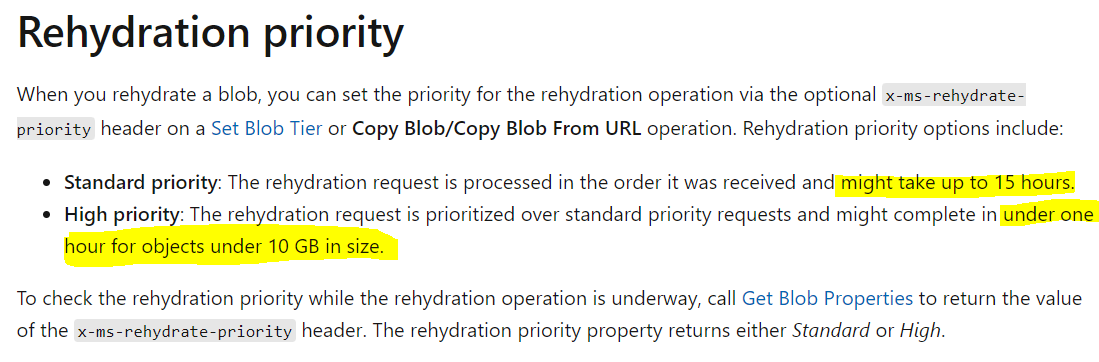 Rehydration priority
When you rehydrate a blob, you can set the priority for the rehydration operation via the optional x-ms-rehydrate-
priority header on a Set Blob Tier or Copy Blob/Copy Blob From URL operation. Rehydration priority options include:
• Standard priority: The rehydration request is processed in the order it was received and might take up to 15 hours.
• High priority: The rehydration request is prioritized over standard priority requests and might complete in under one
hour for objects under 10 GB in size.
To check the rehydration priority while the rehydration operation is underway, call Get Blob Properties to return the value
of the x-ms-rehydrate-priority header. The rehydration priority property returns either Standard or High.